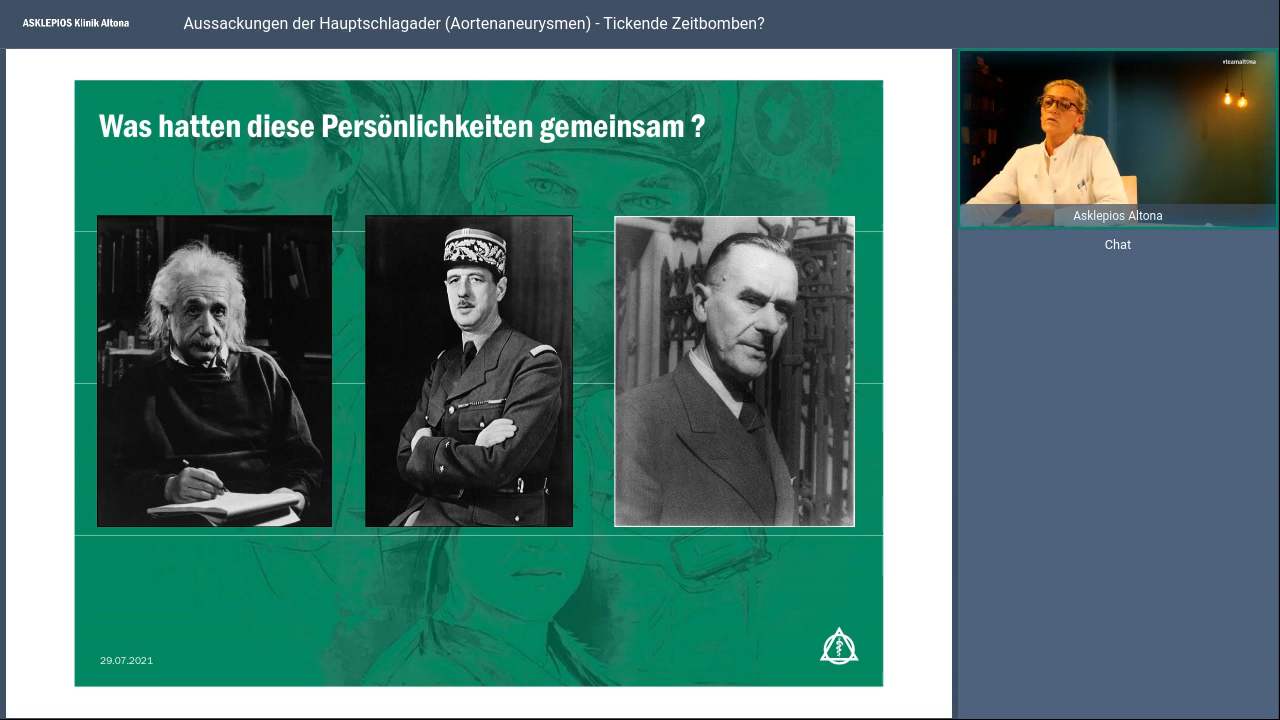 ASKLEPIOS Klinik Altona
Aussackungen der Hauptschlagader (Aortenaneurysmen) - Tickende Zeitbomben?
#teamaltona
Was hatten diese Persönlichkeiten gemeinsam ?
Asklepios Altona
Chat
29.07.2021